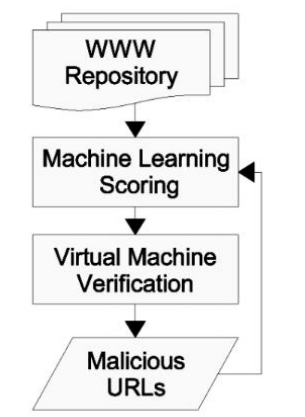 WWW
Repository
Machine Learning
Scoring
Virtual Machine
Verification
Malicious
URLs